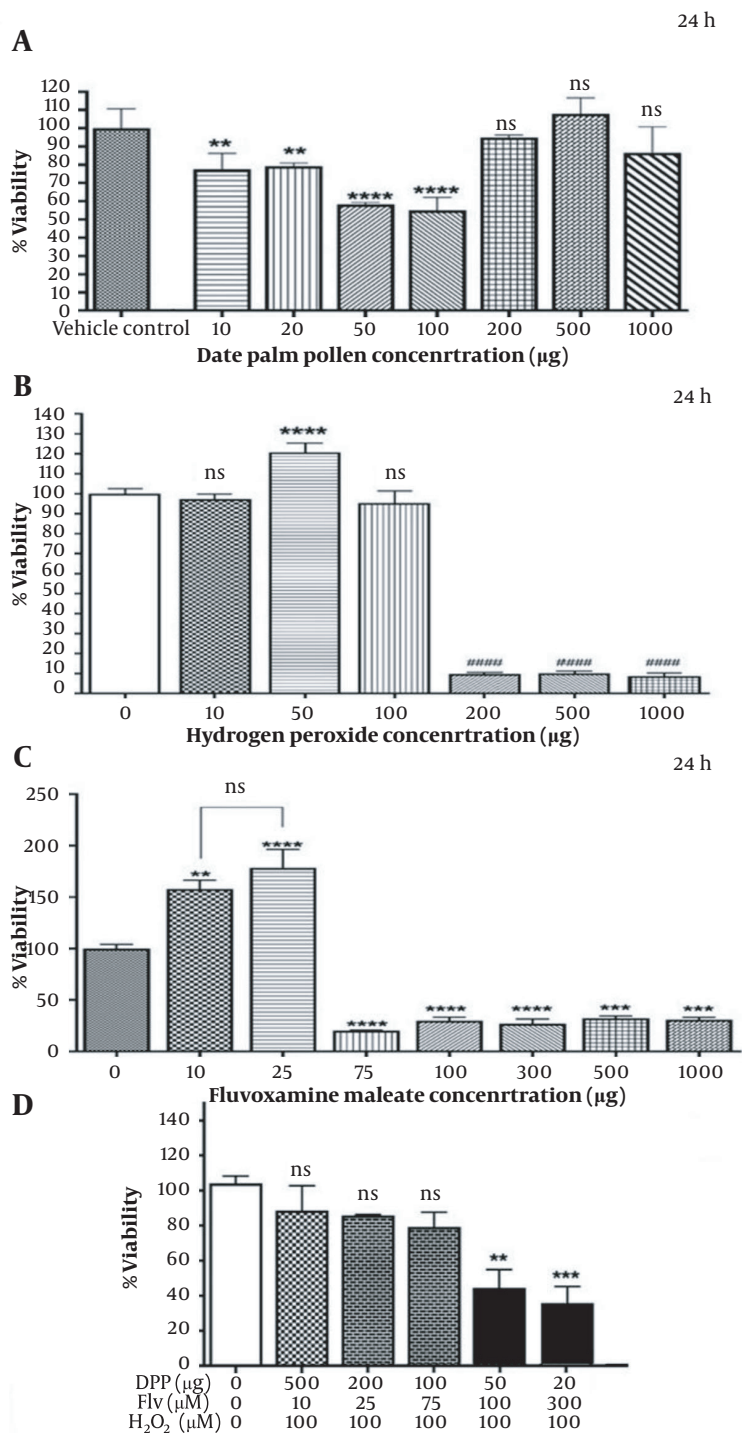 24 h
A
120
110
100
90
80
70
60
50
40
30
20
10
0
% Viability
** ** **** **** ns ns ns
Vehicle control 10 20 50 100 200 500 1000
Date palm pollen concenrtration (µg)
B
24 h
140
130
120
110
100
90
80
70
60
50
40
30
20
10
0
% Viability
ns **** ns #### #### ####
0 10 50 100 200 500 1000
Hydrogen peroxide concenrtration (µg)
C
24 h
250
200
150
100
50
0
% Viability
ns
** **** **** **** **** *** ***
0 10 25 75 100 300 500 1000
Fluvoxamine maleate concenrtration (µg)
D
140
120
100
80
60
40
20
0
% Viability
ns ns ns ** ***
DPP (µg) 0 500 200 100 50 20
Flv (µM) 0 10 25 75 100 300
H₂O₂ (µM) 0 100 100 100 100 100